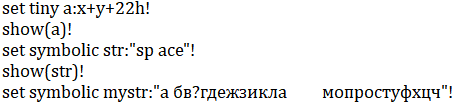 set tiny a:x+y+22h!
show(a)!
set symbolic str:"sp ace"!
show(str)!
set symbolic mystr:"а бв?гдежзикла        мопростуфхцч"!